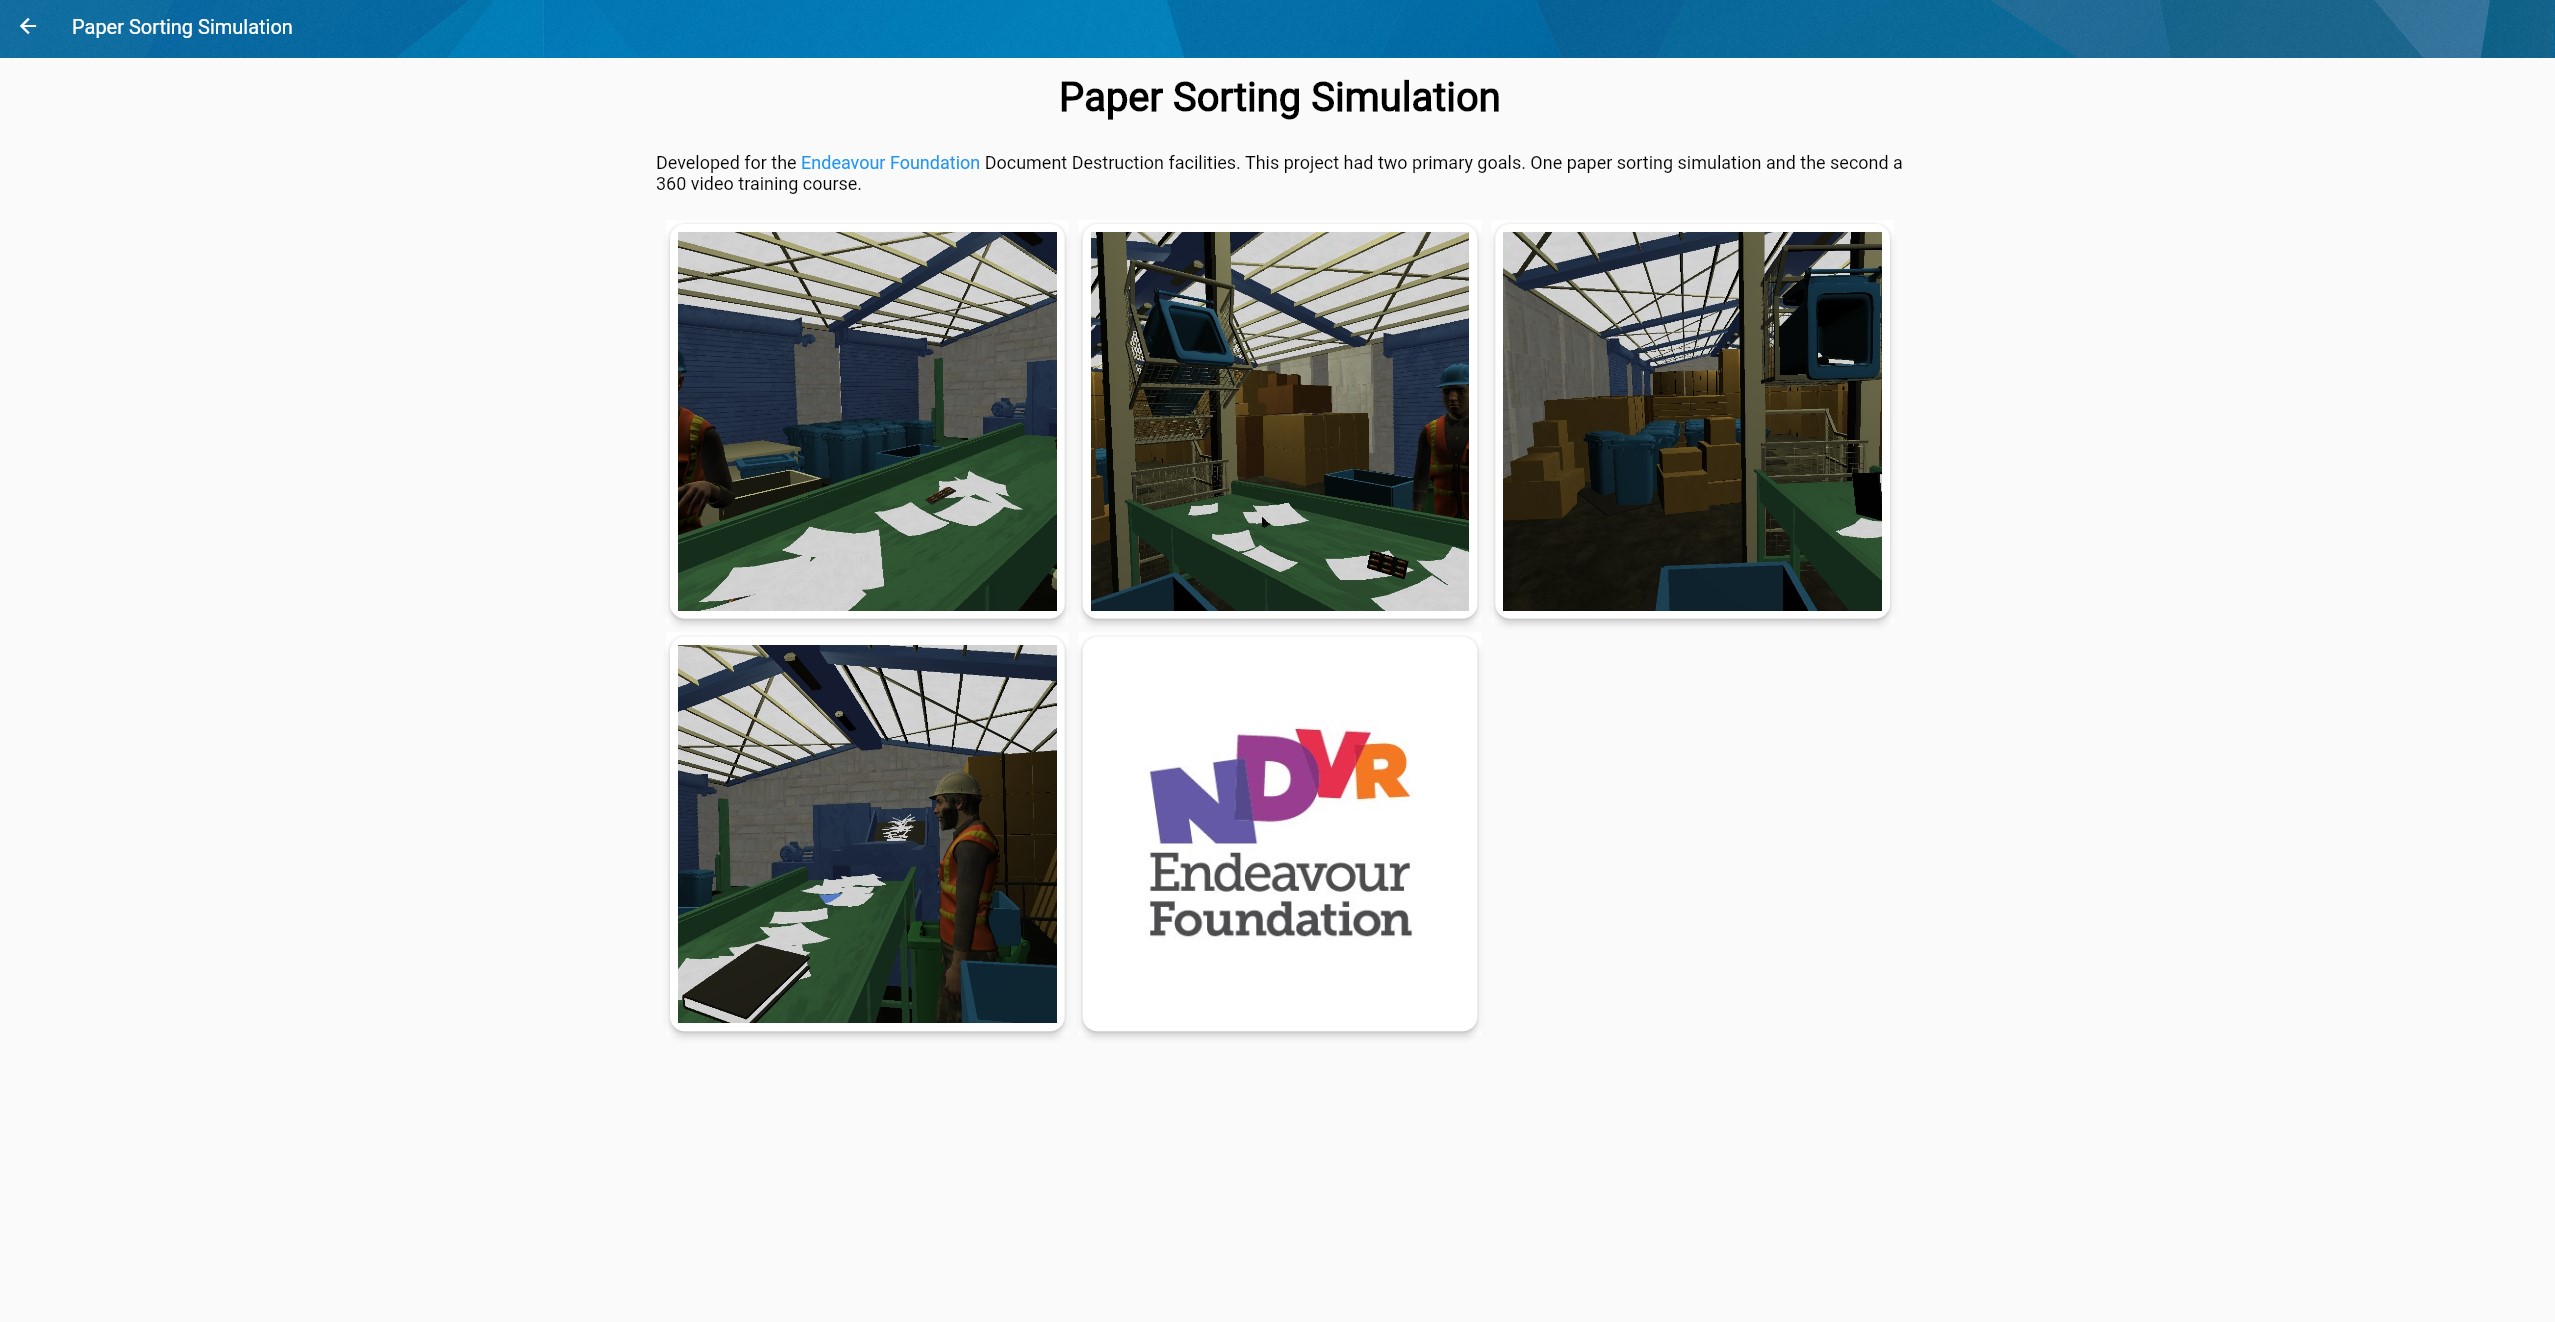 Paper Sorting Simulation
Paper Sorting Simulation
Developed for the Endeavour Foundation Document Destruction facilities. This project had two primary goals. One paper sorting simulation and the second a
360 video training course.
NDVR
Endeavour
Foundation